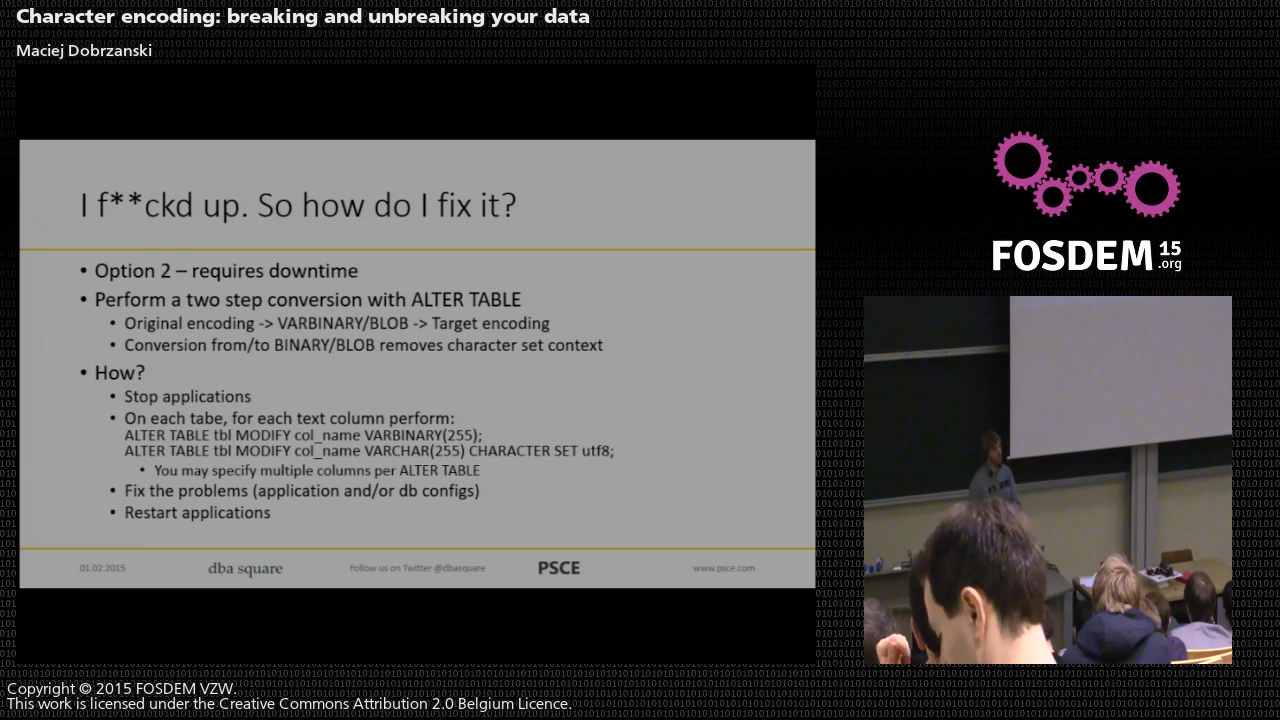 Character encoding: breaking and unbreaking your data
Maciej Dobrzanski
I f**ckd up. So how do I fix it?
• Option 2 – requires downtime
• Perform a two step conversion with ALTER TABLE
• Original encoding -> VARBINARY/BLOB -> Target encoding
• Conversion from/to BINARY/BLOB removes character set context
• How?
• Stop applications
• On each tabe, for each text column perform:
ALTER TABLE tbl MODIFY col_name VARBINARY(255);
ALTER TABLE tbl MODIFY col_name VARCHAR(255) CHARACTER SET utf8;
• You may specify multiple columns per ALTER TABLE
• Fix the problems (application and/or db configs)
• Restart applications
01.02.2015 dba square Follow us on Twitter @dbasquare PSCE www.psce.com
FOSDEM 15
.org
Copyright © 2015 FOSDEM VZW.
This work is licensed under the Creative Commons Attribution 2.0 Belgium Licence.